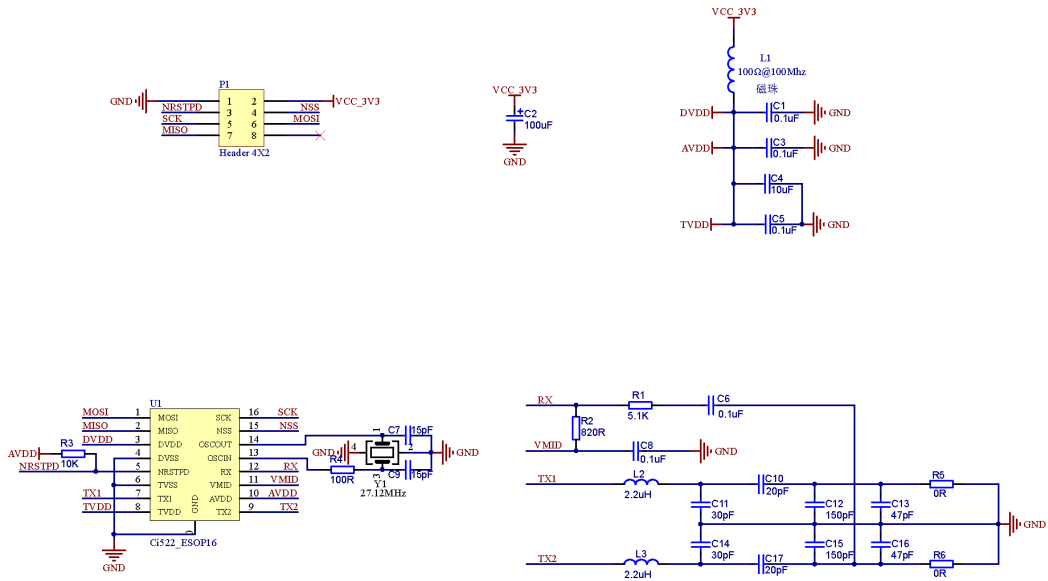 VCC_3V3
L1
100Ω@100Mhz
磁珠
P1
GND
1
2
VCC_3V3
NRSTPD
3
4
NSS
SCK
5
6
MOSI
MISO
7
8
Header 4X2
VCC_3V3
C2
100uF
GND
DVDD
C1
0.1uF
GND
AVDD
C3
0.1uF
GND
C4
10uF
TVDD
C5
0.1uF
GND
U1
MOSI
1
MOSI
SCK
16
SCK
MISO
2
MISO
NSS
15
NSS
DVDD
3
DVDD
OSCOUT
14
4
DVSS
OSCIN
13
AVDD
R3
10K
NRSTPD
5
NRSTPD
RX
12
RX
6
TVSS
VMID
11
VMID
TX1
7
TX1
AVDD
10
AVDD
TVDD
8
TVDD
TX2
9
TX2
GND
0
Ci522_ESOP16
GND
C7
15pF
1
GND
4
2
GND
R4
100R
C9
15pF
3
Y1
27.12MHz
RX
R1
5.1K
C6
0.1uF
R2
820R
VMID
C8
0.1uF
GND
TX1
L2
2.2uH
C10
20pF
R5
0R
C11
30pF
C12
150pF
C13
47pF
GND
C14
30pF
C15
150pF
C16
47pF
TX2
L3
2.2uH
C17
20pF
R6
0R
GND